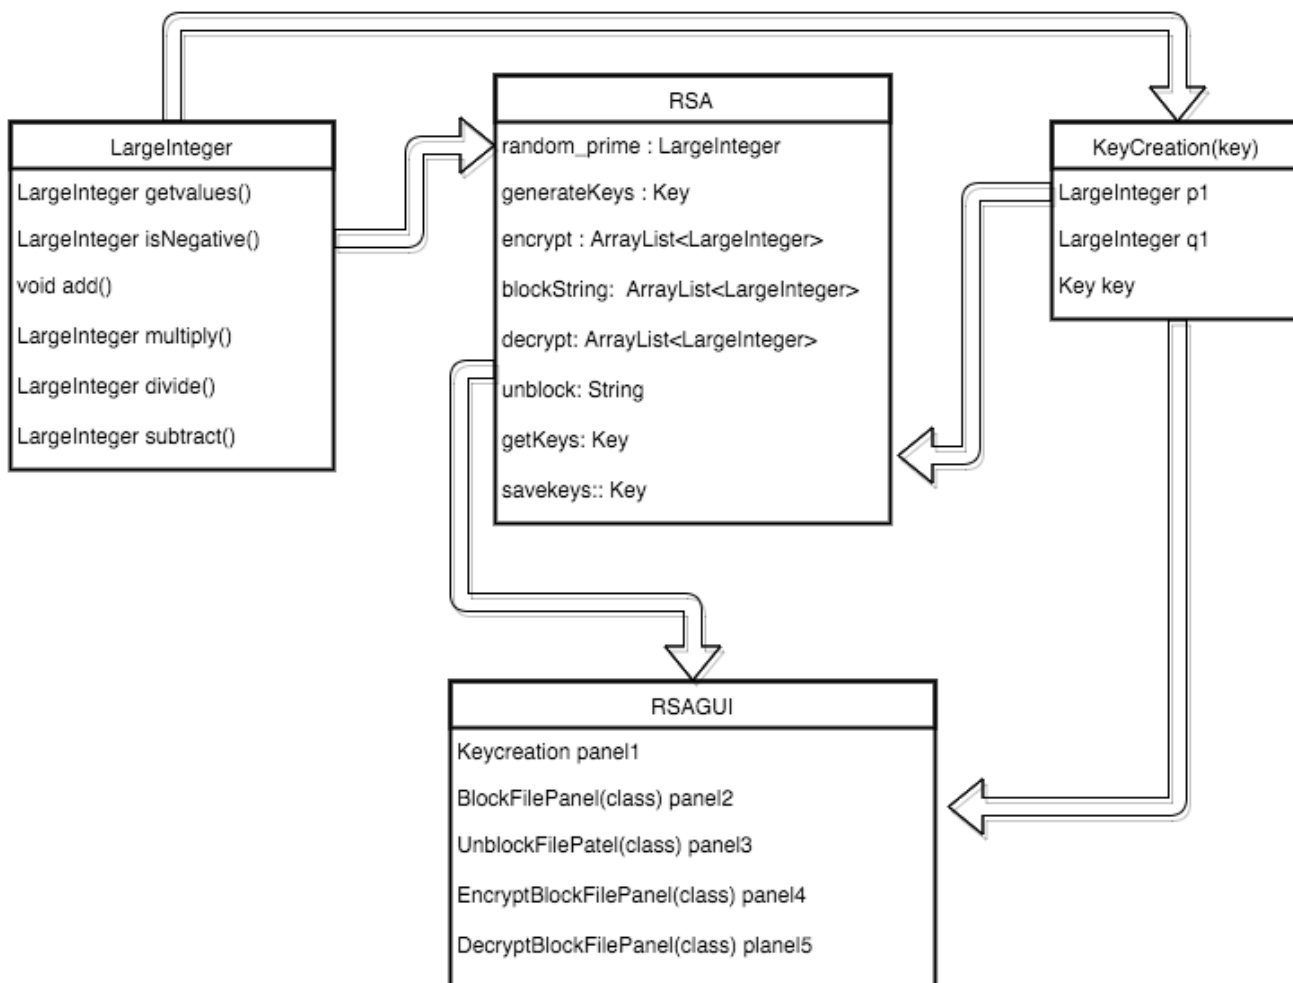 LargeInteger
LargeInteger getvalues()
LargeInteger isNegative()
void add()
LargeInteger multiply()
LargeInteger divide()
LargeInteger subtract()
RSA
random_prime : LargeInteger
generateKeys : Key
encrypt : ArrayList<LargeInteger>
blockString:  ArrayList<LargeInteger>
decrypt: ArrayList<LargeInteger>
unblock: String
getKeys: Key
savekeys:: Key
KeyCreation(key)
LargeInteger p1
LargeInteger q1
Key key
RSAGUI
Keycreation panel1
BlockFilePanel(class) panel2
UnblockFilePatel(class) panel3
EncryptBlockFilePanel(class) panel4
DecryptBlockFilePanel(class) planel5